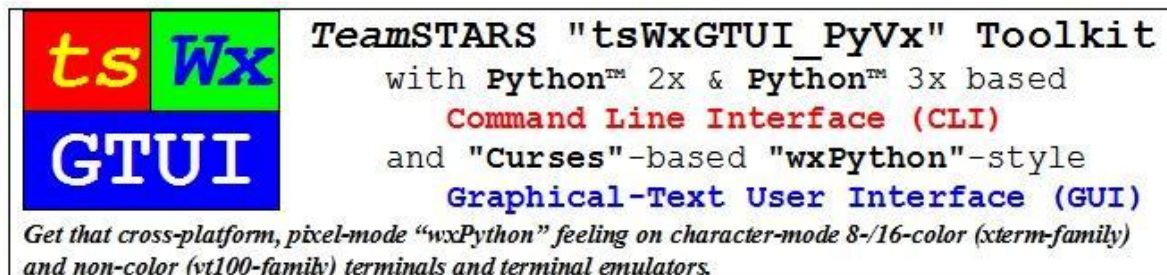 ts Wx
GTUI
TeamSTARS "tsWxGTUI_PyVx" Toolkit
with Python™ 2x & Python™ 3x based
Command Line Interface (CLI)
and "Curses"-based "wxPython"-style
Graphical-Text User Interface (GUI)
Get that cross-platform, pixel-mode “wxPython” feeling on character-mode 8-/16-color (xterm-family)
and non-color (vt100-family) terminals and terminal emulators.